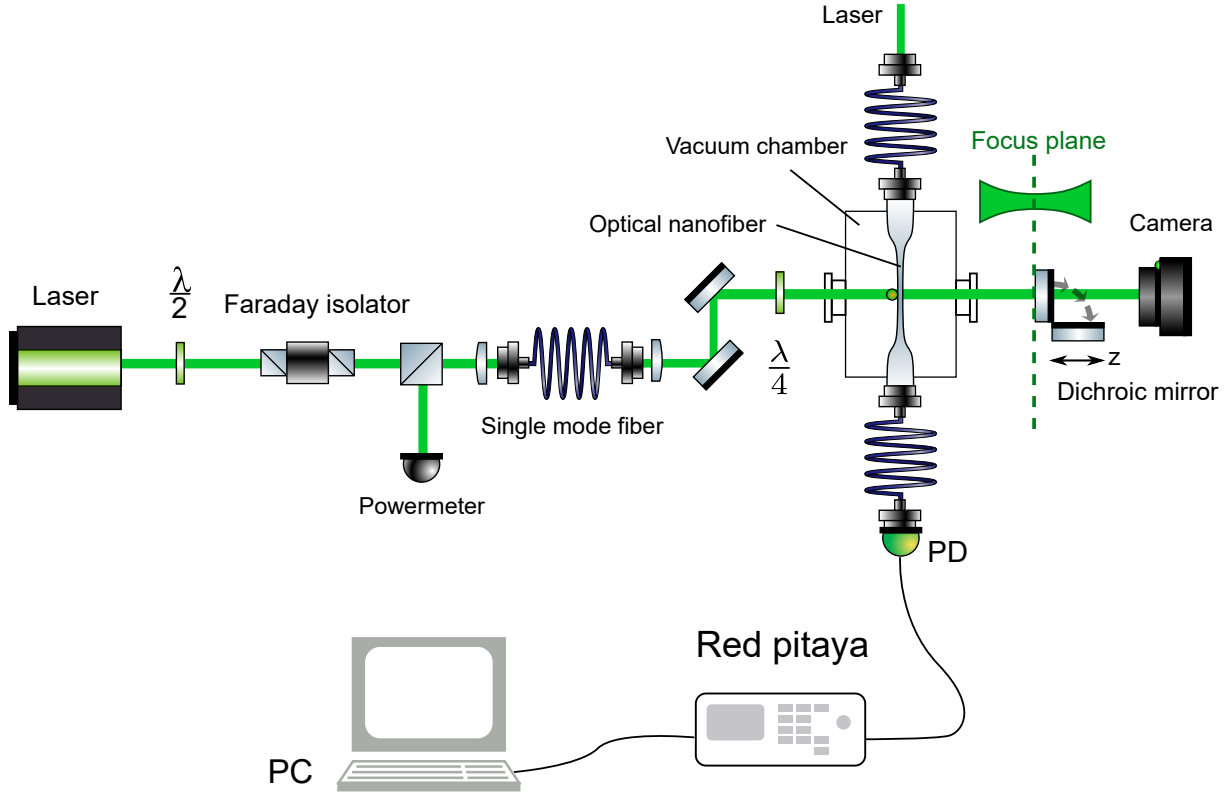 Laser
Vacuum chamber
Focus plane
Optical nanofiber
Camera
Laser
λ
2
Faraday isolator
λ
4
z
Dichroic mirror
Single mode fiber
Powermeter
PD
Red pitaya
PC